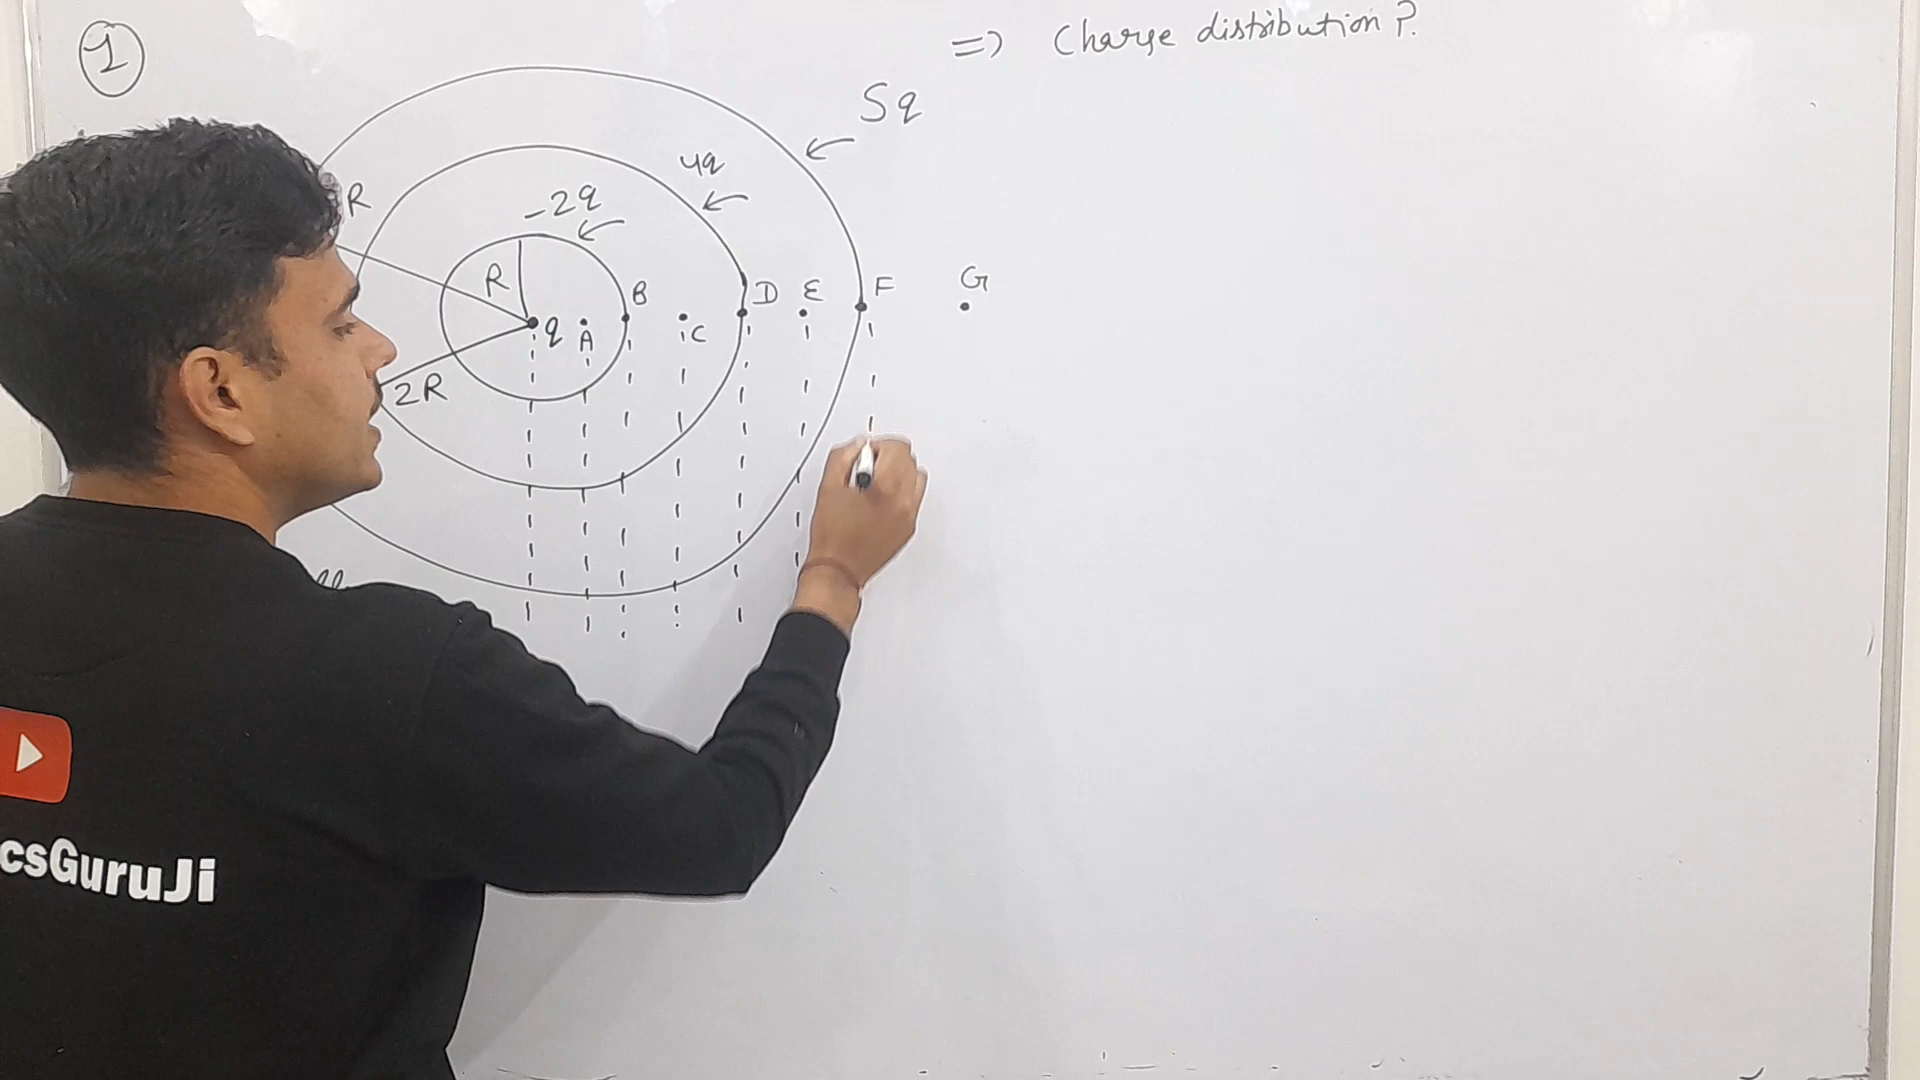 1
=> Charge distribution?
5q
4q
-2q
R
R
B
D
E
F
G
q
A
C
2R
csGuruJi